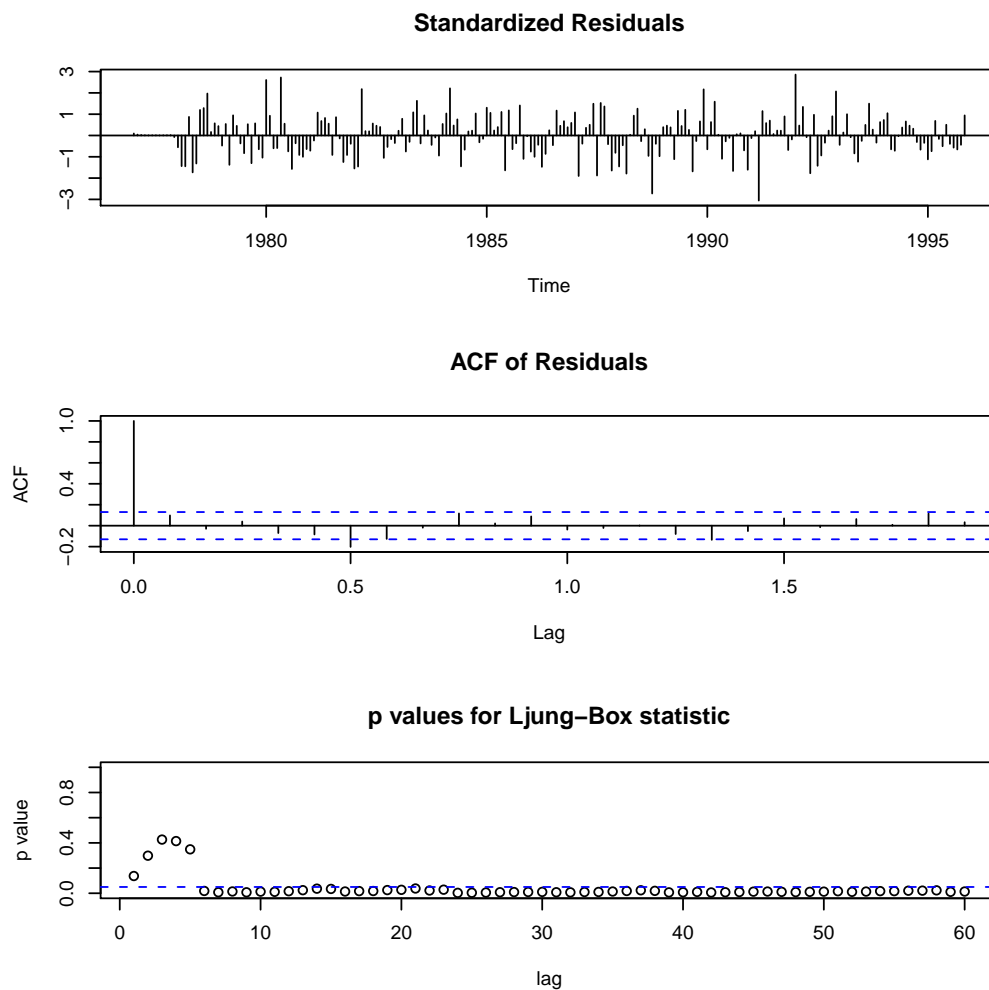 Standardized Residuals
3
1
−1
−3
1980 1985 1990 1995
Time
ACF of Residuals
1.0
0.4
−0.2
ACF
0.0 0.5 1.0 1.5
Lag
p values for Ljung−Box statistic
0.8
0.4
0.0
p value
0 10 20 30 40 50 60
lag